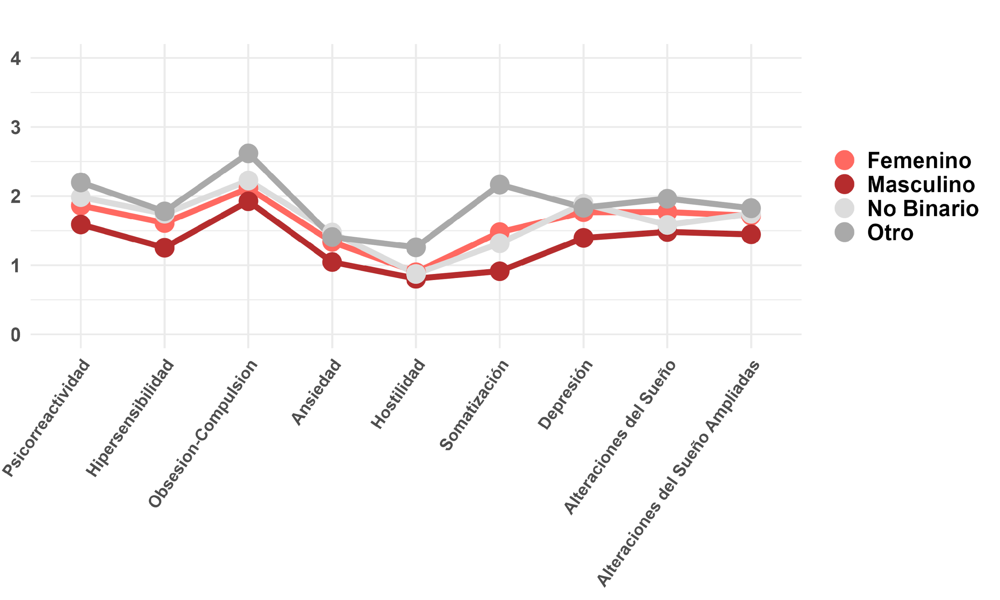 4
3
2
1
0
Psicorreactividad
Hipersensibilidad
Obsesion-Compulsion
Ansiedad
Hostilidad
Somatización
Depresión
Alteraciones del Sueño
Alteraciones del Sueño Ampliadas
Femenino
Masculino
No Binario
Otro